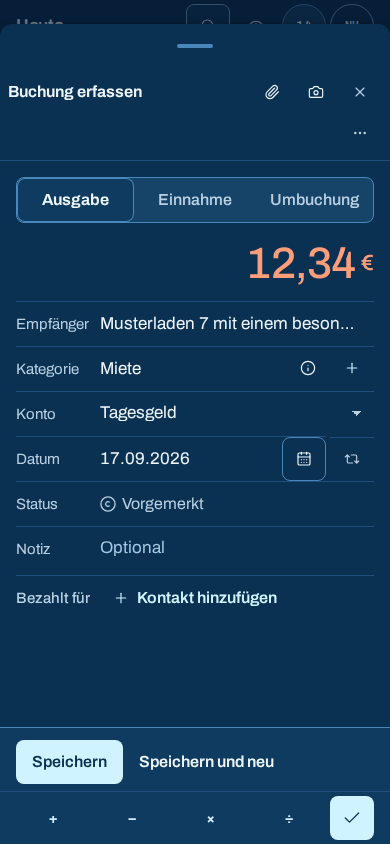 Heute
Buchung erfassen
...
Ausgabe Einnahme Umbuchung
12,34 €
Empfänger Musterladen 7 mit einem beson...
Kategorie Miete
Konto Tagesgeld
Datum 17.09.2026
Status Vorgemerkt
Notiz Optional
Bezahlt für + Kontakt hinzufügen
Speichern Speichern und neu
+ − × ÷